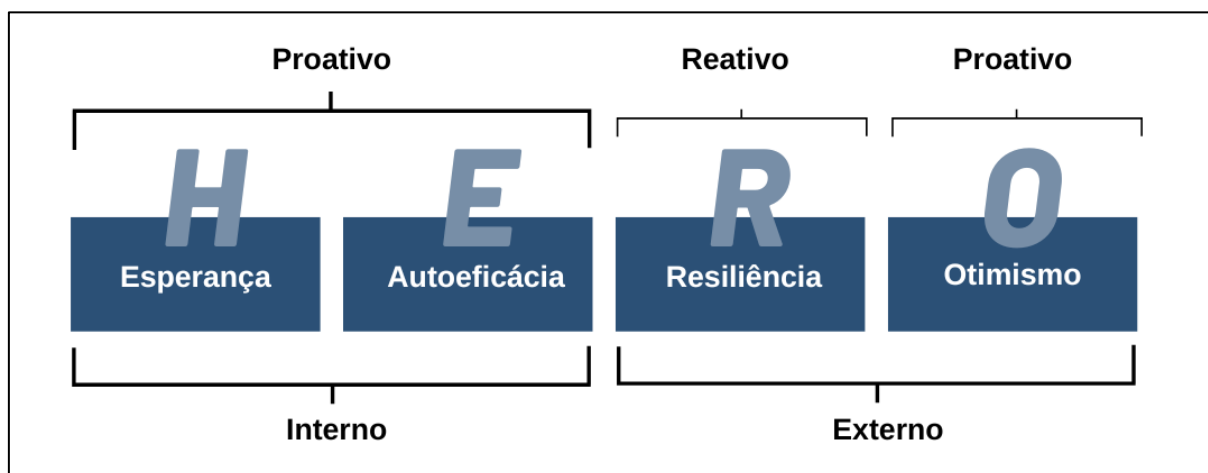 Proativo Reativo Proativo
H E R O
Esperança Autoeficácia Resiliência Otimismo
Interno Externo